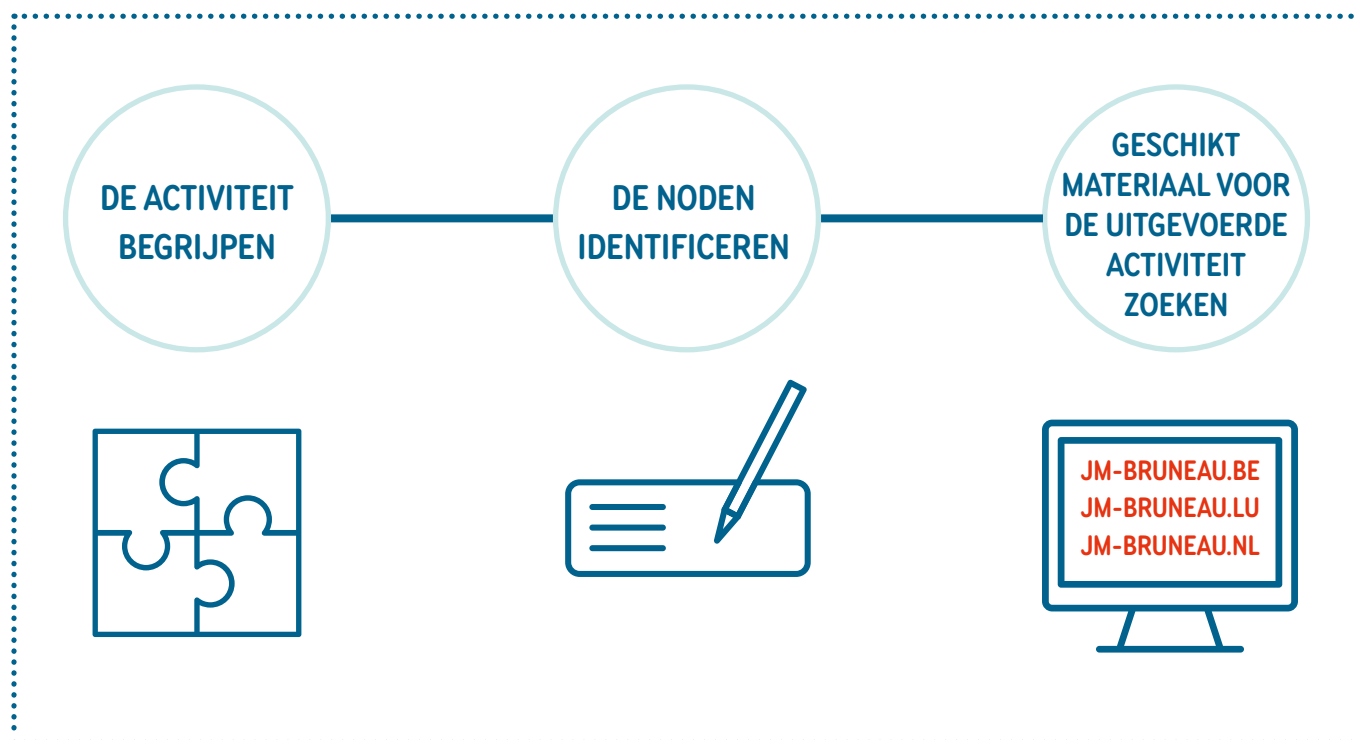 DE ACTIVITEIT
BEGRIJPEN
DE NODEN
IDENTIFICEREN
GESCHIKT
MATERIAAL VOOR
DE UITGEVOERDE
ACTIVITEIT
ZOEKEN
JM-BRUNEAU.BE
JM-BRUNEAU.LU
JM-BRUNEAU.NL